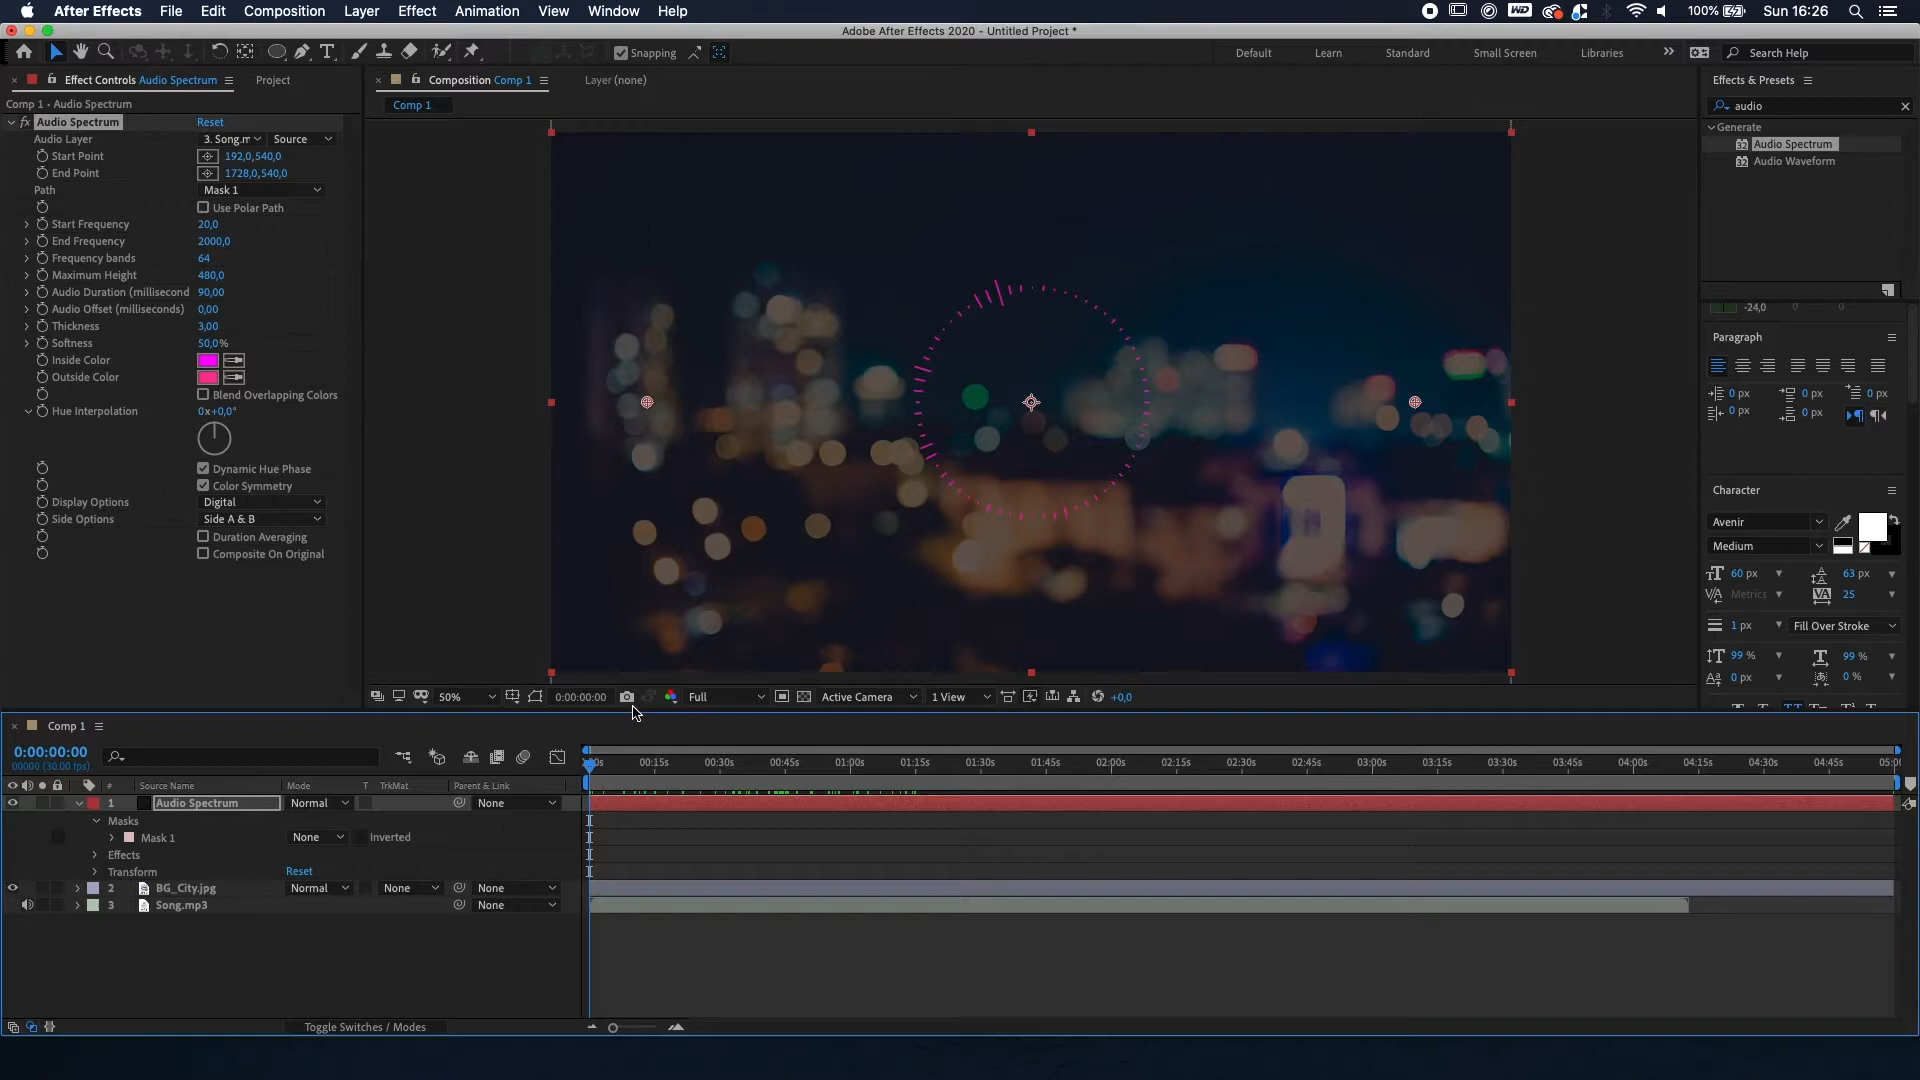 After Effects File Edit Composition Layer Effect Animation View Window Help 100% Sun 16:26
Adobe After Effects 2020 - Untitled Project *
Snapping Default Learn Standard Small Screen Libraries » Search Help
× Effect Controls Audio Spectrum Project × Composition Comp 1 Layer (none) Effects & Presets
Comp 1 - Audio Spectrum Comp 1 audio ×
fx Audio Spectrum Reset
Audio Layer 3. Song.m Source
Start Point 192,0,540,0
End Point 1728,0,540,0
Path Mask 1
Use Polar Path
Start Frequency 20,0
End Frequency 2000,0
Frequency bands 64
Maximum Height 480,0
Audio Duration (millisecond 90,00
Audio Offset (milliseconds) 0,00
Thickness 3,00
Softness 50,0%
Inside Color
Outside Color
Blend Overlapping Colors
Hue Interpolation 0x+0,0°
Dynamic Hue Phase
Color Symmetry
Display Options Digital
Side Options Side A & B
Duration Averaging
Composite On Original
Generate
32 Audio Spectrum
32 Audio Waveform
-24,0 0 0
Paragraph
0 px 0 px 0 px
0 px 0 px
Character
Avenir
Medium
60 px 63 px
Metrics 25
1 px Fill Over Stroke
99 % 99 %
0 px 0 %
50% 0:00:00:00 Full Active Camera 1 View +0,0
× Comp 1
0:00:00:00
00000 (30.00 fps)
00s 00:15s 00:30s 00:45s 01:00s 01:15s 01:30s 01:45s 02:00s 02:15s 02:30s 02:45s 03:00s 03:15s 03:30s 03:45s 04:00s 04:15s 04:30s 04:45s 05:00
# Source Name Mode T TrkMat Parent & Link
1 Audio Spectrum Normal None
Masks
Mask 1 None Inverted
Effects
Transform Reset
2 BG_City.jpg Normal None None
3 Song.mp3 None
Toggle Switches / Modes